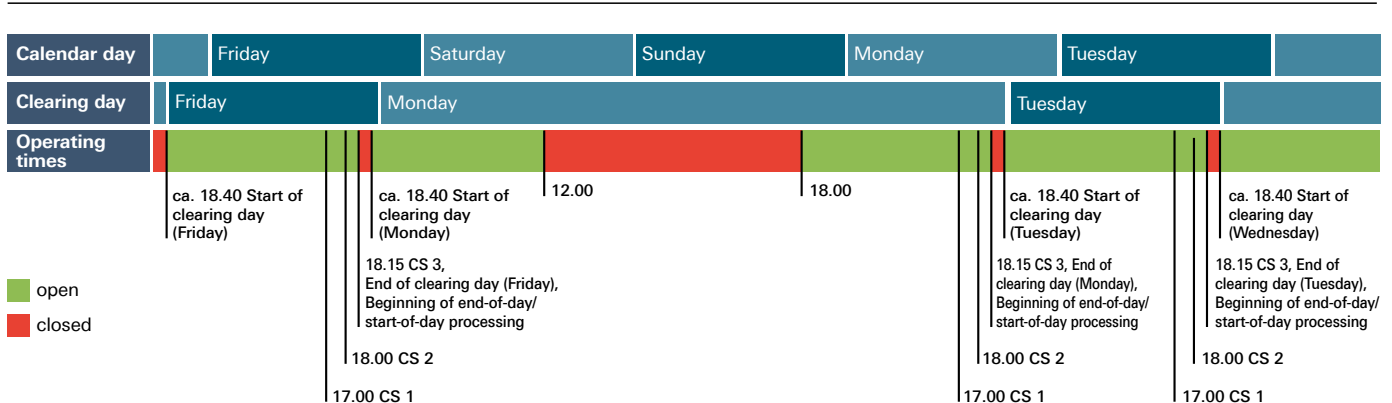 Calendar day
Friday
Saturday
Sunday
Monday
Tuesday
Clearing day
Friday
Monday
Tuesday
Operating
times
ca. 18.40 Start of
clearing day
(Friday)
ca. 18.40 Start of
clearing day
(Monday)
12.00
18.00
ca. 18.40 Start of
clearing day
(Tuesday)
ca. 18.40 Start of
clearing day
(Wednesday)
18.15 CS 3,
End of clearing day (Friday),
Beginning of end-of-day/
start-of-day processing
18.15 CS 3, End of
clearing day (Monday),
Beginning of end-of-day/
start-of-day processing
18.15 CS 3, End of
clearing day (Tuesday),
Beginning of end-of-day/
start-of-day processing
open
closed
18.00 CS 2
18.00 CS 2
18.00 CS 2
17.00 CS 1
17.00 CS 1
17.00 CS 1